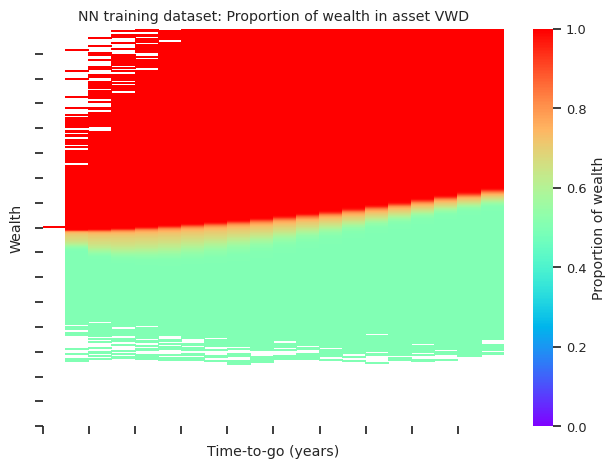 NN training dataset: Proportion of wealth in asset VWD
Wealth
Time-to-go (years)
1.0
0.8
0.6
0.4
0.2
0.0
Proportion of wealth